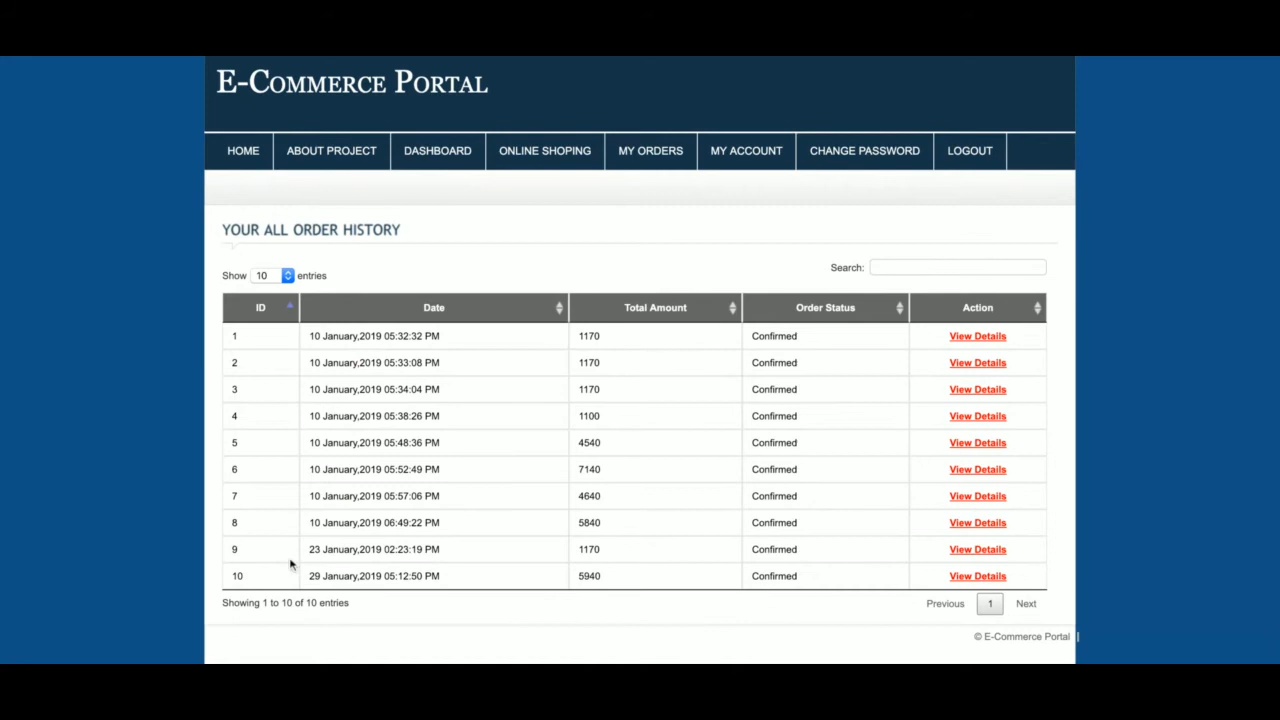 E-Commerce Portal
HOME ABOUT PROJECT DASHBOARD ONLINE SHOPING MY ORDERS MY ACCOUNT CHANGE PASSWORD LOGOUT
YOUR ALL ORDER HISTORY
Show 10 entries Search:
ID Date Total Amount Order Status Action
1 10 January,2019 05:32:32 PM 1170 Confirmed View Details
2 10 January,2019 05:33:08 PM 1170 Confirmed View Details
3 10 January,2019 05:34:04 PM 1170 Confirmed View Details
4 10 January,2019 05:38:26 PM 1100 Confirmed View Details
5 10 January,2019 05:48:36 PM 4540 Confirmed View Details
6 10 January,2019 05:52:49 PM 7140 Confirmed View Details
7 10 January,2019 05:57:06 PM 4640 Confirmed View Details
8 10 January,2019 06:49:22 PM 5840 Confirmed View Details
9 23 January,2019 02:23:19 PM 1170 Confirmed View Details
10 29 January,2019 05:12:50 PM 5940 Confirmed View Details
Showing 1 to 10 of 10 entries Previous 1 Next
© E-Commerce Portal |